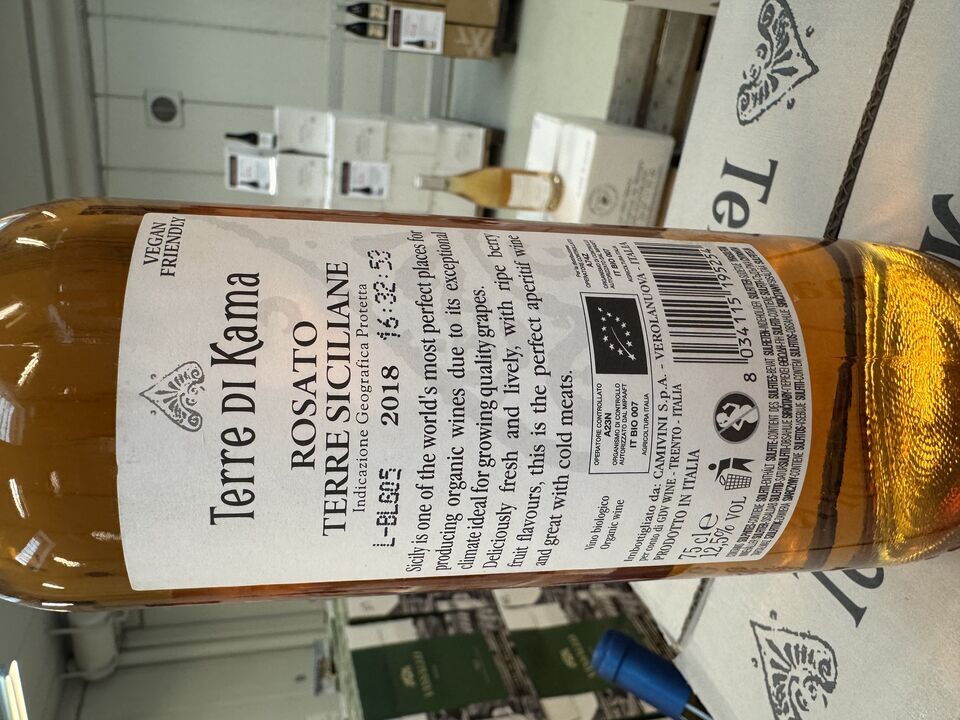 VEGAN
FRIENDLY
Terre Di Kama
ROSATO
TERRE SICILIANE
Indicazione Geografica Protetta
L-BLG05 2018 16:32:53
Sicily is one of the world's most perfect places for
producing organic wines due to its exceptional
climate ideal for growing quality grapes.
Deliciously fresh and lively, with ripe berry
fruit flavours, this is the perfect aperitif wine
and great with cold meats.
Vino biologico
Organic wine
OPERATORE CONTROLLATO
A23N
ORGANISMO DI CONTROLLO
AUTORIZZATO DAL MIPAAFT
IT BIO 007
AGRICOLTURA ITALIA
Imbottigliato da: CAMIVINI S.p.A. - VEROLANUOVA - ITALIA
per conto di GDV WINE - TRENTO - ITALIA
PRODOTTO IN ITALIA
75 cl e
12,5% VOL
8 034115 195255
Te